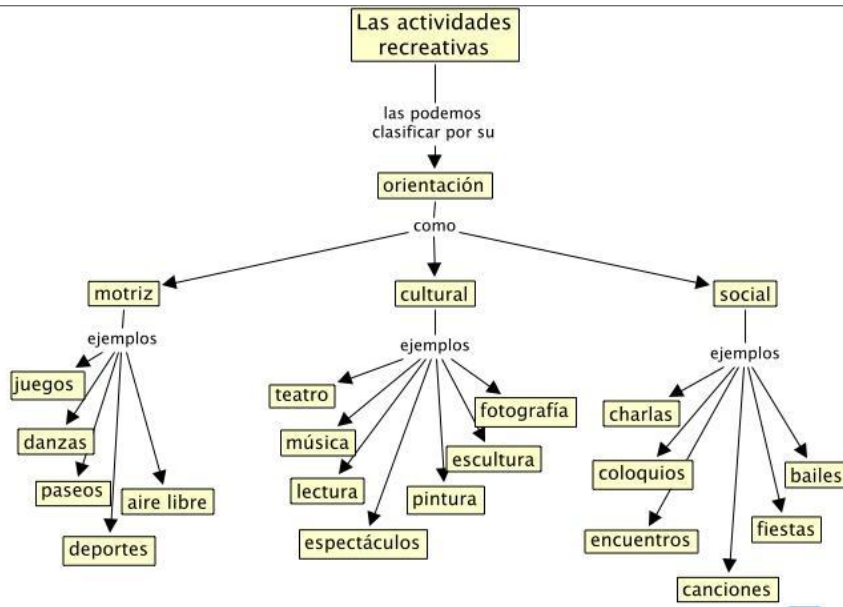 Las actividades
recreativas
las podemos
clasificar por su
orientación
como
motriz
cultural
social
ejemplos
juegos
danzas
paseos
aire libre
deportes
ejemplos
teatro
fotografía
música
escultura
lectura
pintura
espectáculos
ejemplos
charlas
coloquios
bailes
encuentros
fiestas
canciones